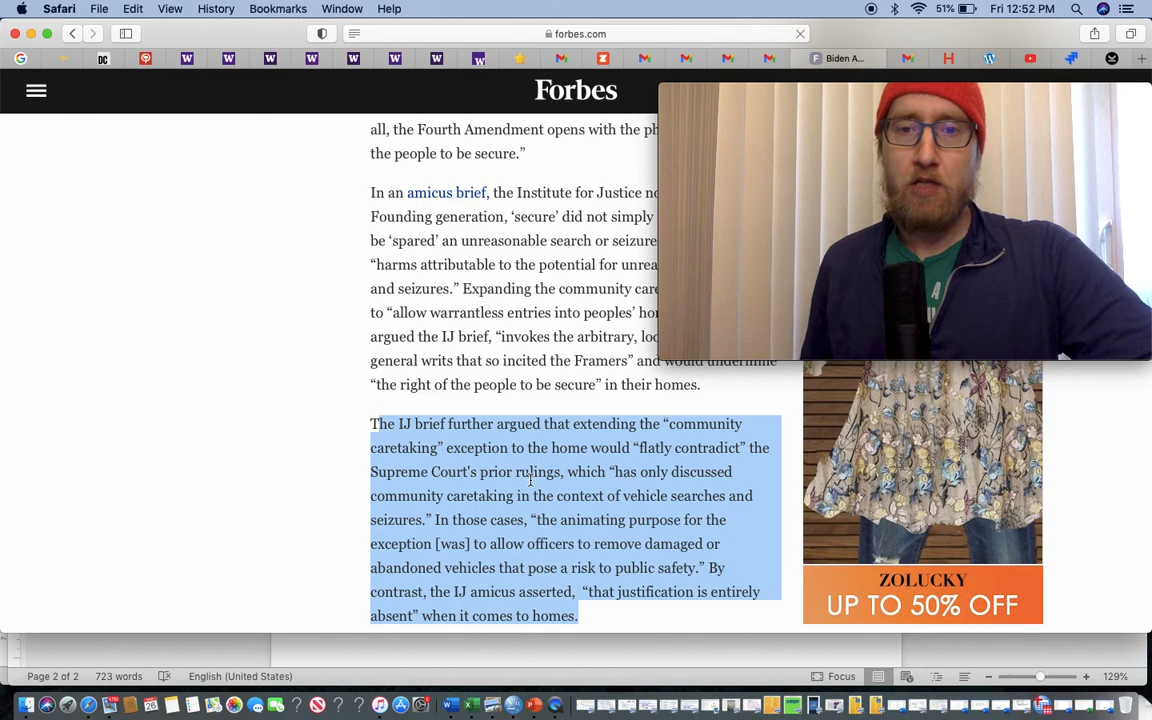 Safari File Edit View History Bookmarks Window Help 51% Fri 12:52 PM
forbes.com
Biden A...
Forbes
all, the Fourth Amendment opens with the
the people to be secure.”
In an amicus brief, the Institute for Justice
Founding generation, ‘secure’ did not simply
be ‘spared’ an unreasonable search or seizure
“harms attributable to the potential for
and seizures.” Expanding the community
to “allow warrantless entries into peoples’
argued the IJ brief, “invokes the arbitrary,
general writs that so incited the Framers” and would undermine
“the right of the people to be secure” in their homes.
The IJ brief further argued that extending the “community
caretaking” exception to the home would “flatly contradict” the
Supreme Court's prior rulings, which “has only discussed
community caretaking in the context of vehicle searches and
seizures.” In those cases, “the animating purpose for the
exception [was] to allow officers to remove damaged or
abandoned vehicles that pose a risk to public safety.” By
contrast, the IJ amicus asserted, “that justification is entirely
absent” when it comes to homes.
ZOLUCKY
UP TO 50% OFF
Page 2 of 2 723 words English (United States) Focus 129%